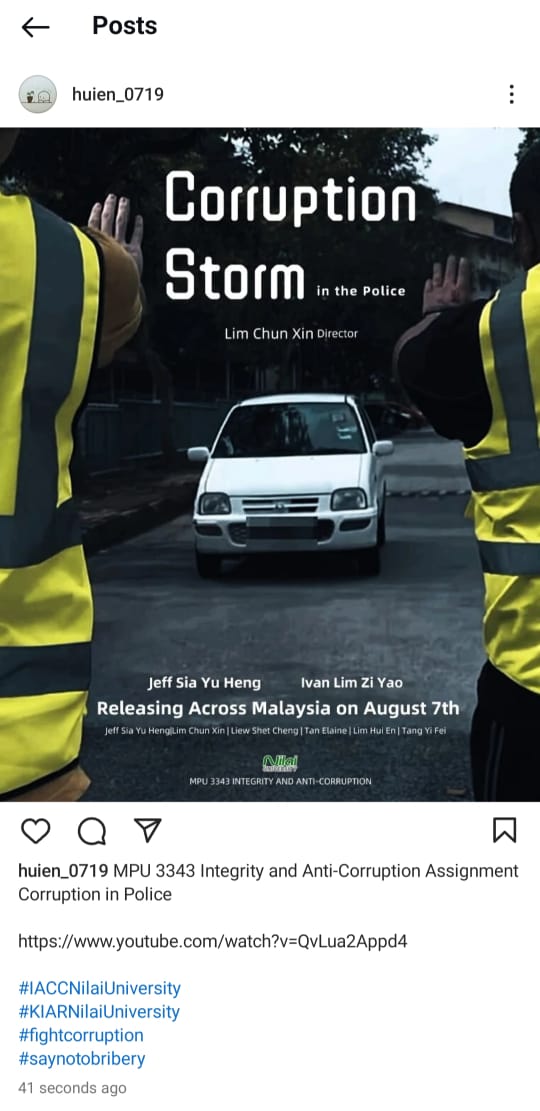 Posts
huien_0719
Corruption
Storm in the Police
Lim Chun Xin Director
Jeff Sia Yu Heng Ivan Lim Zi Yao
Releasing Across Malaysia on August 7th
Jeff Sia Yu Heng|Lim Chun Xin | Liew Shet Cheng | Tan Elaine | Lim Hui En | Tang Yi Fei
Nilai
UNIVERSITY
MPU 3343 INTEGRITY AND ANTI-CORRUPTION
huien_0719 MPU 3343 Integrity and Anti-Corruption Assignment
Corruption in Police
https://www.youtube.com/watch?v=QvLua2Appd4
#IACCNilaiUniversity
#KIARNilaiUniversity
#fightcorruption
#saynotobribery
41 seconds ago